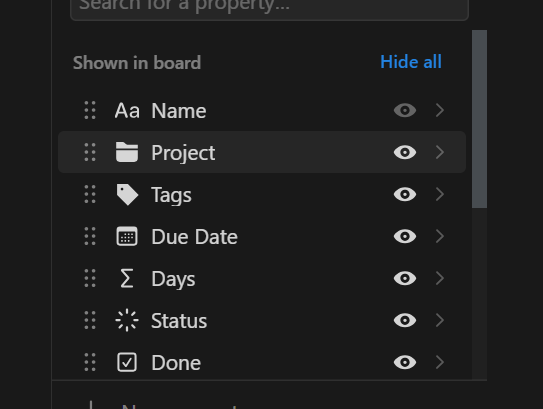 Search for a property...
Shown in board
Hide all
Aa Name
Project
Tags
Due Date
Days
Status
Done